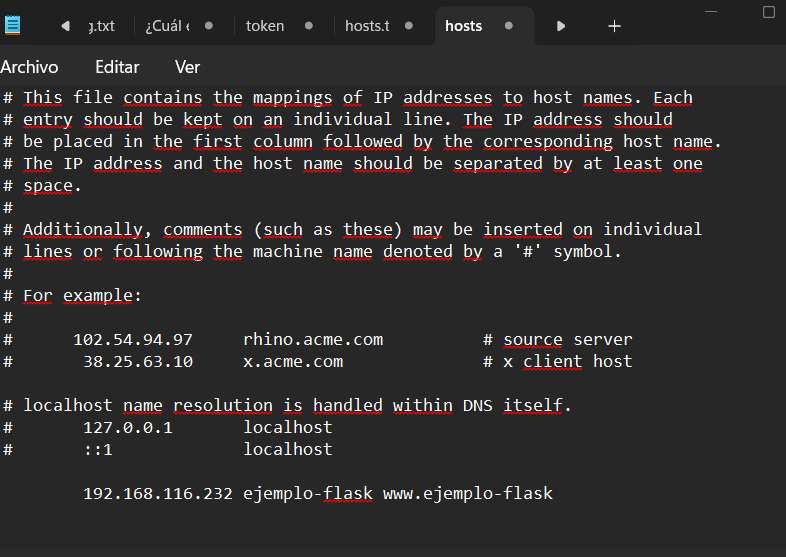 .txt ¿Cuál token hosts.t hosts
Archivo Editar Ver
# This file contains the mappings of IP addresses to host names. Each
# entry should be kept on an individual line. The IP address should
# be placed in the first column followed by the corresponding host name.
# The IP address and the host name should be separated by at least one
# space.
#
# Additionally, comments (such as these) may be inserted on individual
# lines or following the machine name denoted by a '#' symbol.
#
# For example:
#
#      102.54.94.97     rhino.acme.com          # source server
#       38.25.63.10     x.acme.com              # x client host
# localhost name resolution is handled within DNS itself.
#       127.0.0.1       localhost
#       ::1             localhost
        192.168.116.232 ejemplo-flask www.ejemplo-flask